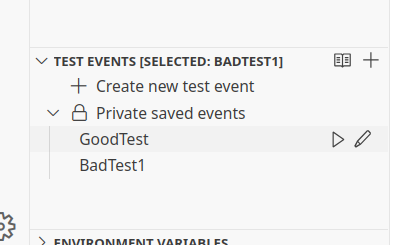 TEST EVENTS [SELECTED: BADTEST1]
Create new test event
Private saved events
GoodTest
BadTest1
ENVIRONMENT VARIABLES